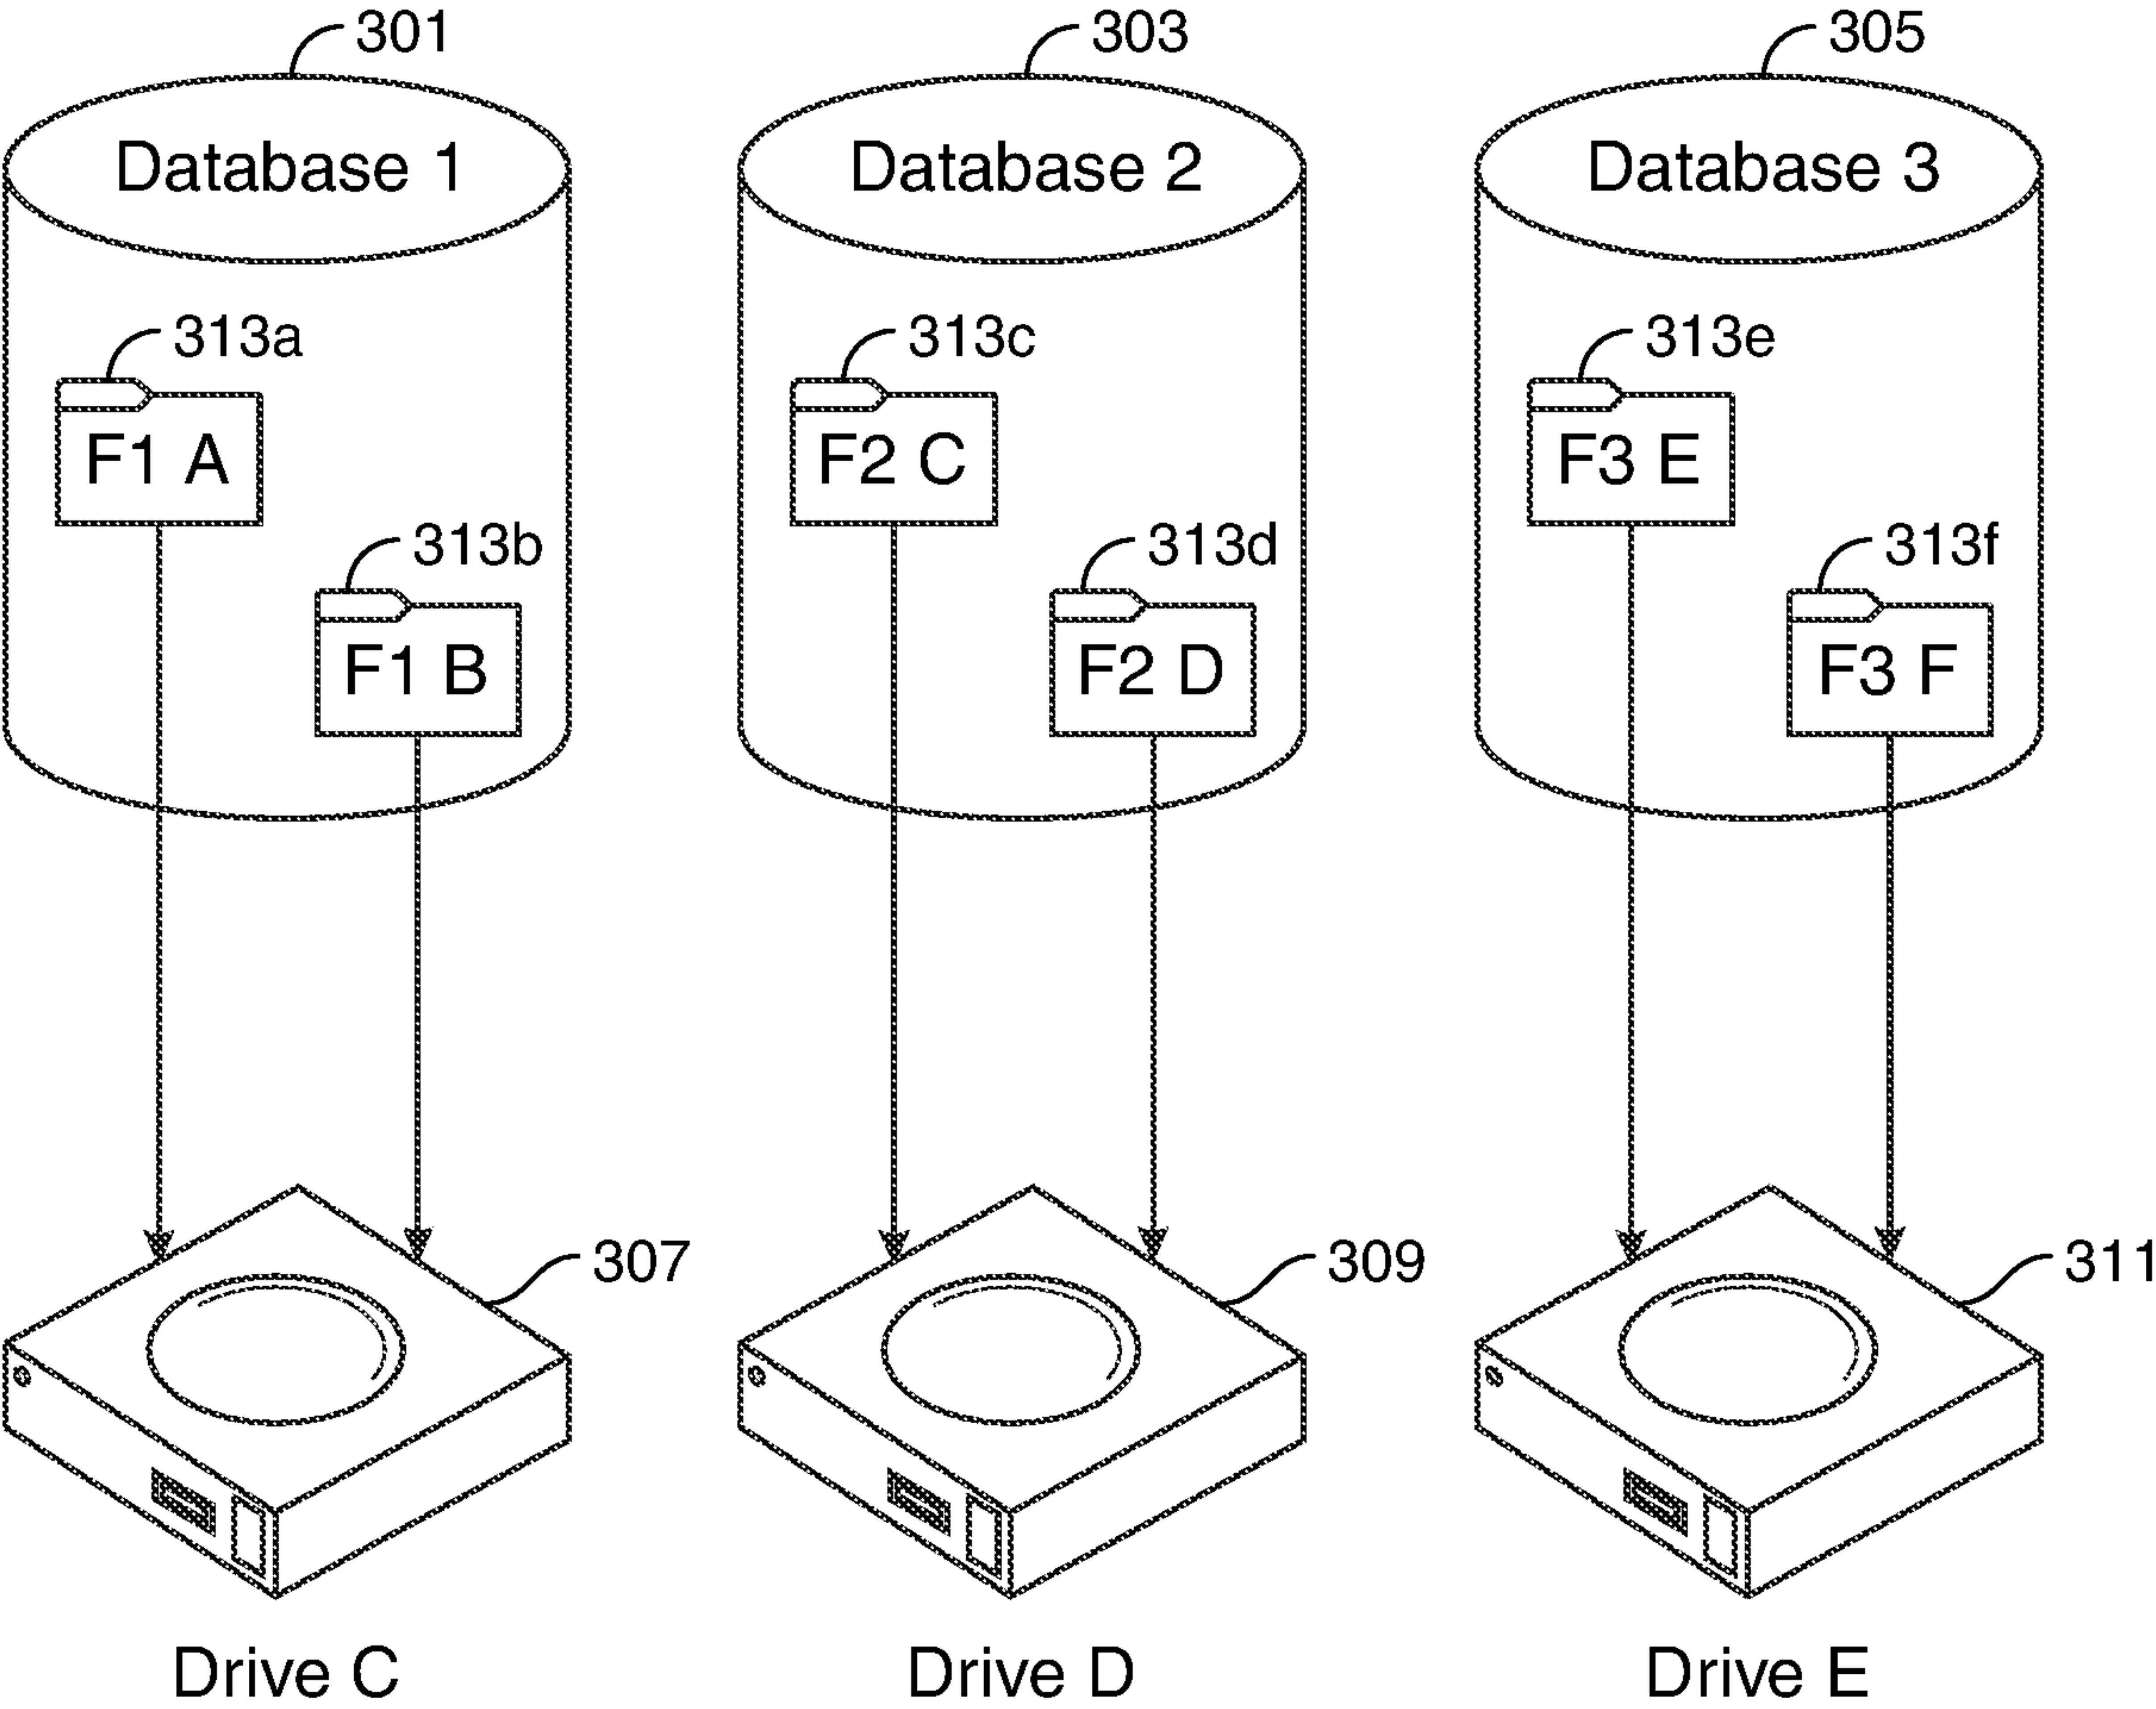 301
303
305
Database 1
Database 2
Database 3
313a
313c
313e
F1 A
F2 C
F3 E
313b
313d
313f
F1 B
F2 D
F3 F
307
309
311
Drive C
Drive D
Drive E